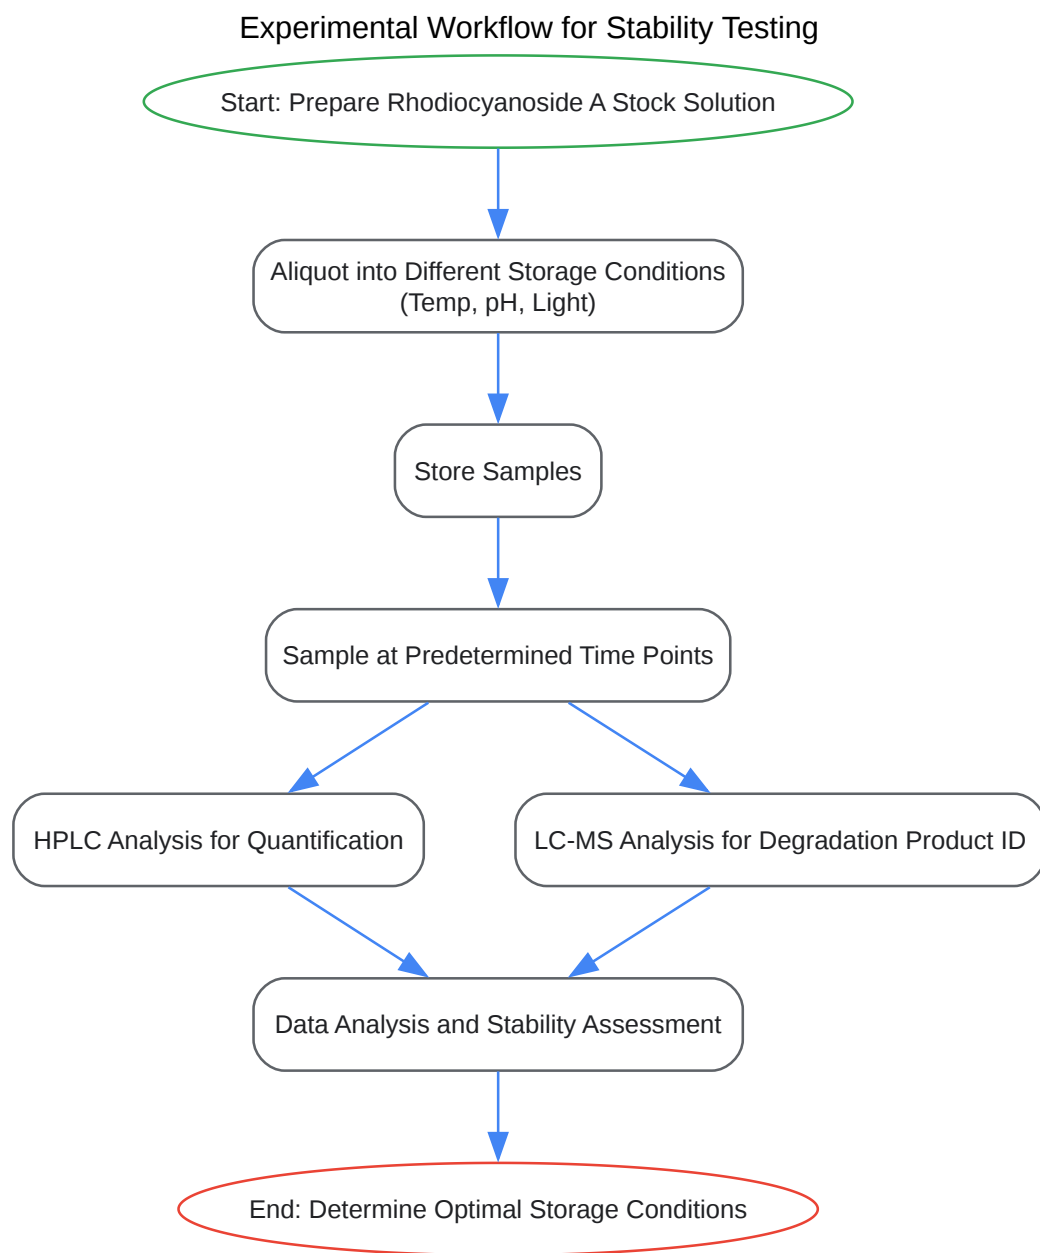 Experimental Workflow for Stability Testing
Start: Prepare Rhodiocyanoside A Stock Solution
Aliquot into Different Storage Conditions
(Temp, pH, Light)
Store Samples
Sample at Predetermined Time Points
HPLC Analysis for Quantification
LC-MS Analysis for Degradation Product ID
Data Analysis and Stability Assessment
End: Determine Optimal Storage Conditions